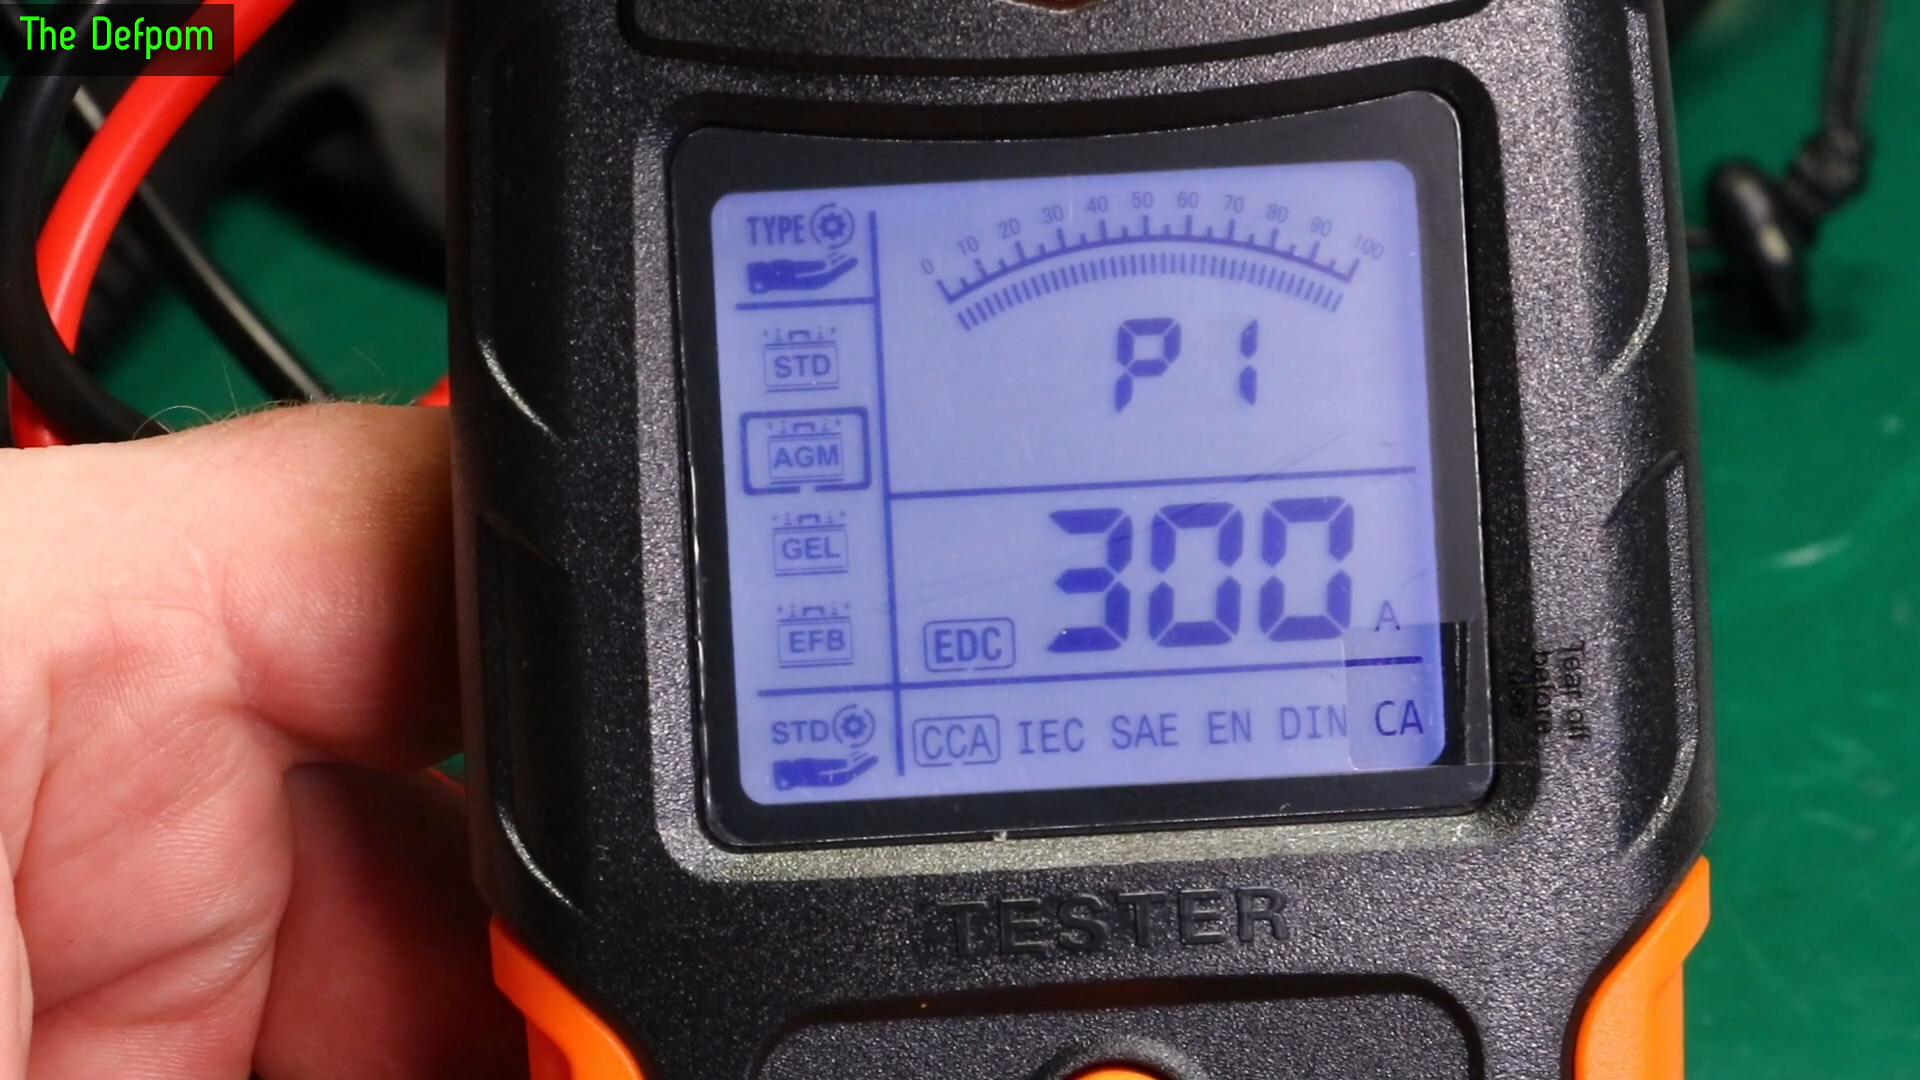 The Defpom
0 10 20 30 40 50 60 70 80 90 100
TYPE
P1
STD
AGM
GEL
EFB
EDC 300 A
STD
CCA IEC SAE EN DIN CA
Tear off
before
use
TESTER